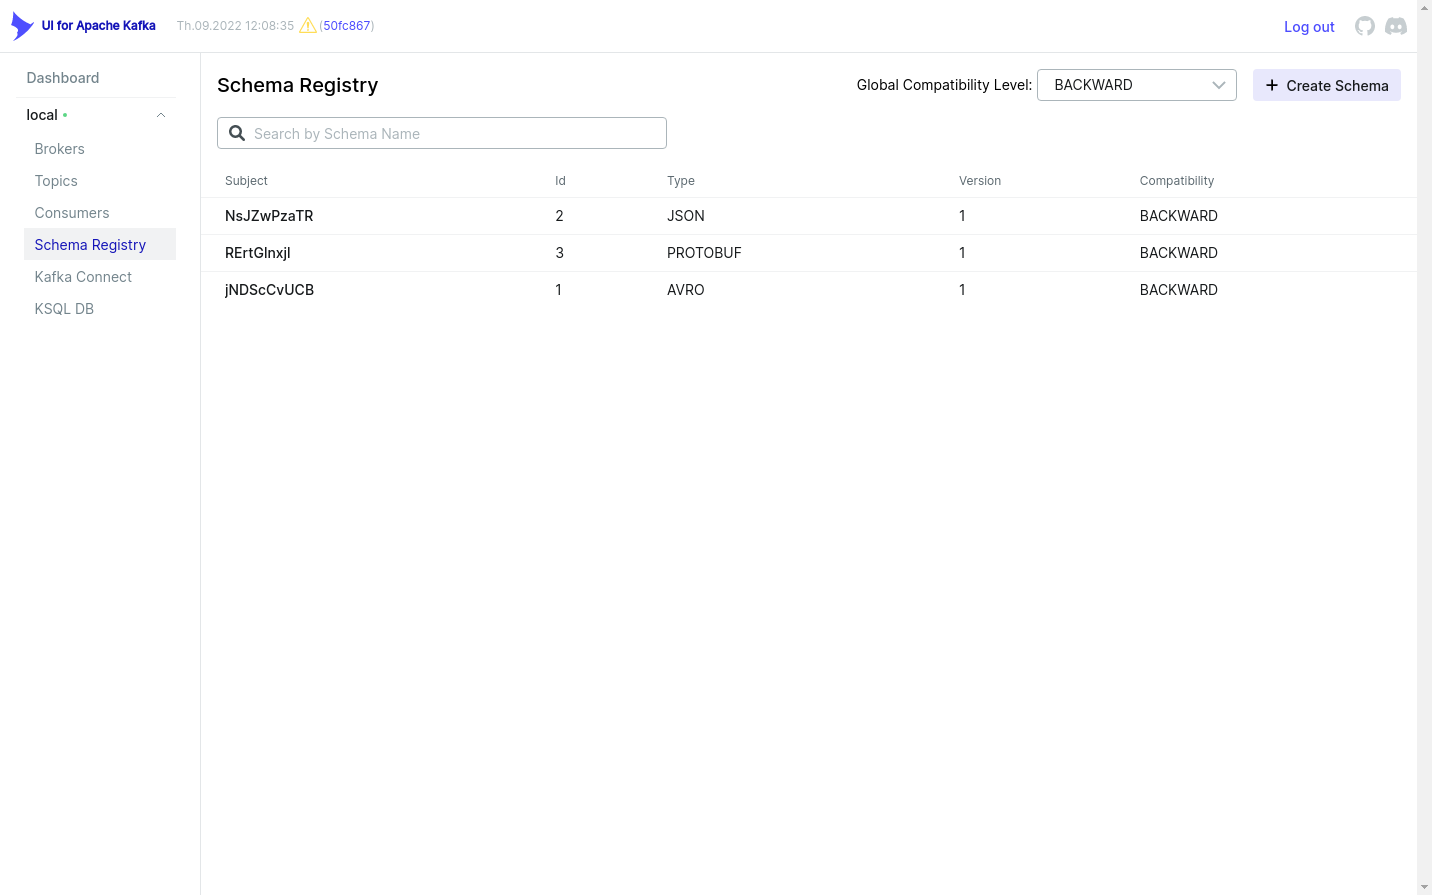 UI for Apache Kafka Th.09.2022 12:08:35 (50fc867) Log out
Dashboard
local
Brokers
Topics
Consumers
Schema Registry
Kafka Connect
KSQL DB
Schema Registry Global Compatibility Level: BACKWARD Create Schema
Search by Schema Name
Subject Id Type Version Compatibility
NsJZwPzaTR 2 JSON 1 BACKWARD
RErtGlnxjl 3 PROTOBUF 1 BACKWARD
jNDScCvUCB 1 AVRO 1 BACKWARD